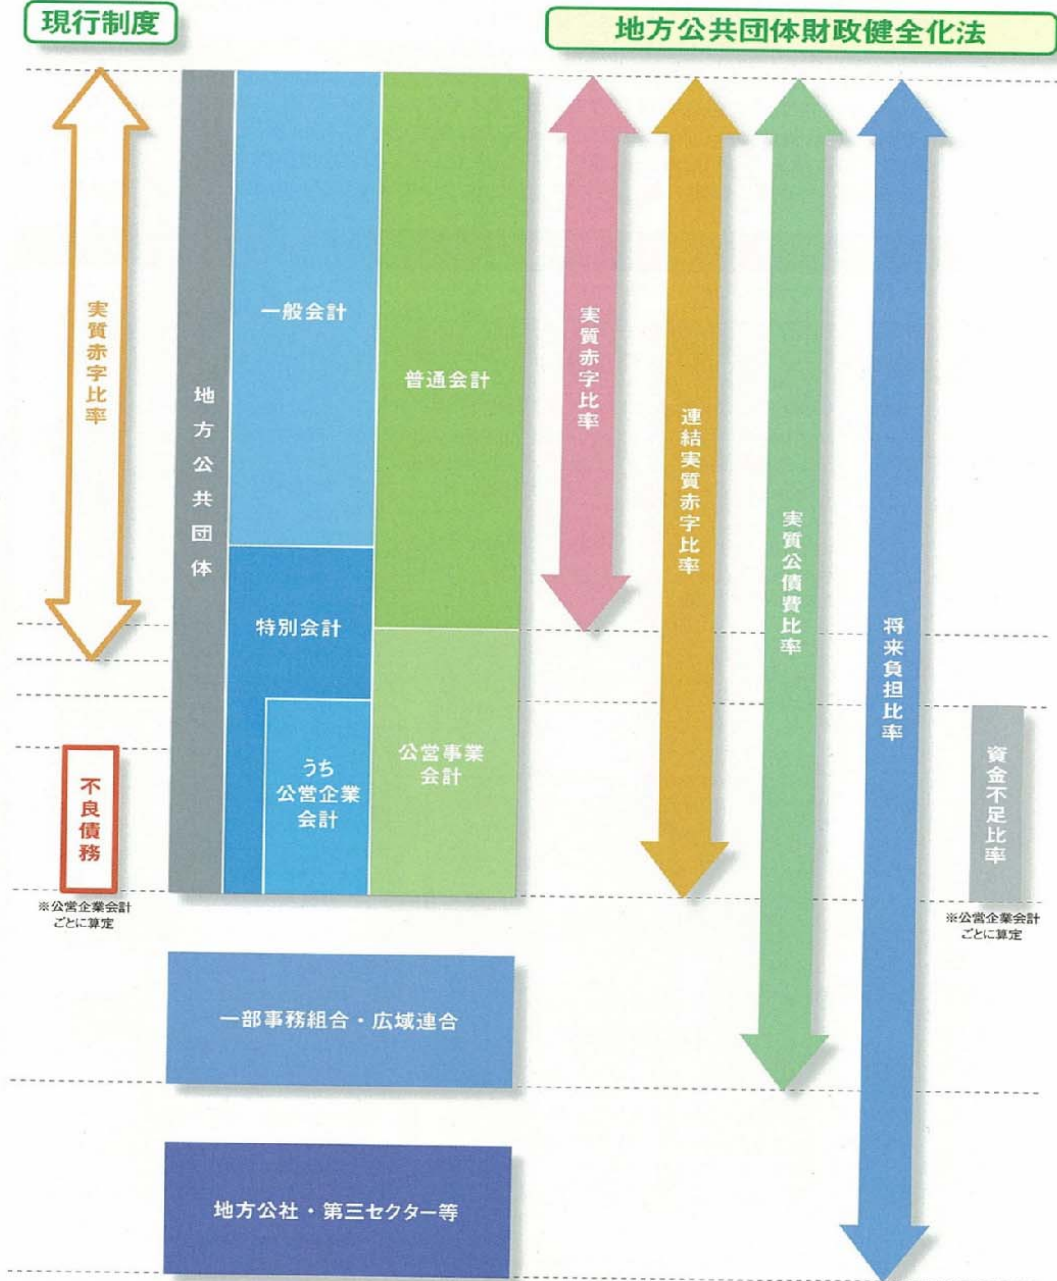 現行制度
地方公共団体財政健全化法
実質赤字比率
地方公共団体
一般会計
普通会計
特別会計
うち
公営企業
会計
公営事業
会計
実質赤字比率
連結実質赤字比率
実質公債費比率
将来負担比率
不良債務
※公営企業会計
ごとに算定
資金不足比率
※公営企業会計
ごとに算定
一部事務組合・広域連合
地方公社・第三セクター等